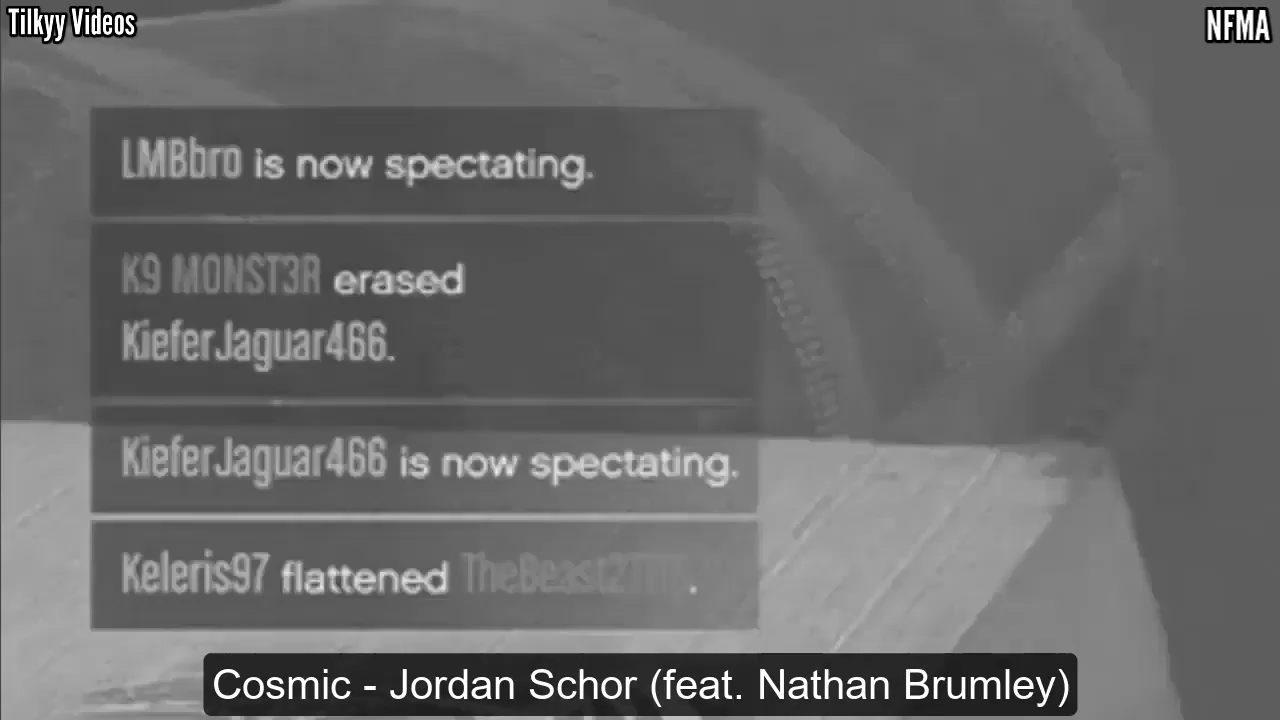 Tilkyy Videos
NFMA
LMBbro is now spectating.
K9 MONST3R erased
KieferJaguar466.
KieferJaguar466 is now spectating.
Keleris97 flattened
Cosmic - Jordan Schor (feat. Nathan Brumley)